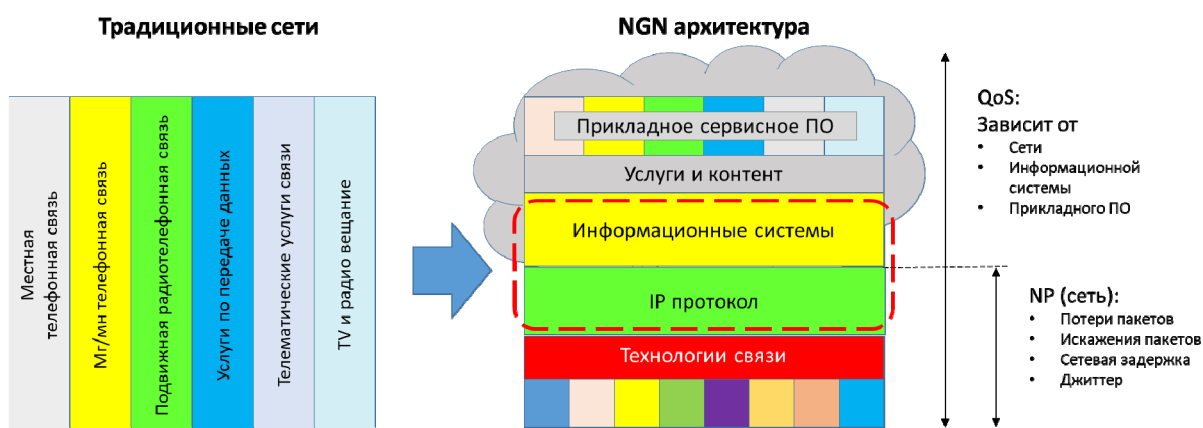 Традиционные сети
NGN архитектура
Местная
телефонная связь
Мг/мн телефонная связь
Подвижная радиотелефонная связь
Услуги по передаче данных
Телематические услуги связи
TV и радио вещание
Прикладное сервисное ПО
Услуги и контент
Информационные системы
IP протокол
Технологии связи
QoS:
Зависит от
• Сети
• Информационной
системы
• Прикладного ПО
NP (сеть):
• Потери пакетов
• Искажения пакетов
• Сетевая задержка
• Джиттер